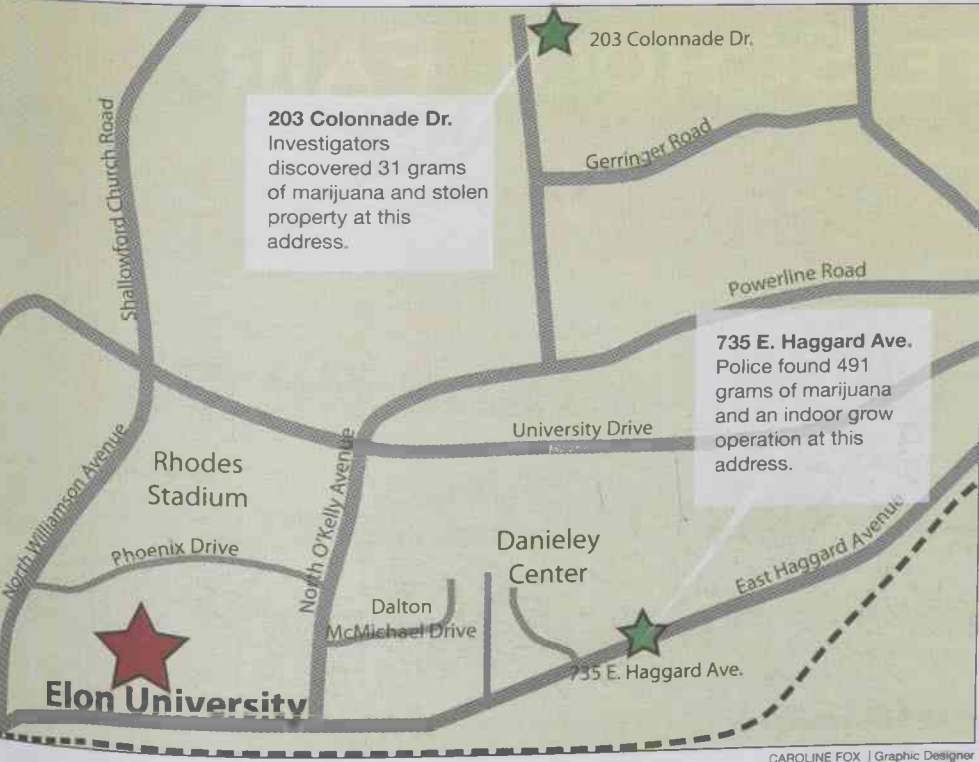 203 Colonnade Dr.
203 Colonnade Dr.
Investigators
discovered 31 grams
of marijuana and stolen
property at this
address.
Shallowford Church Road
Gerringer Road
Powerline Road
735 E. Haggard Ave.
Police found 491
grams of marijuana
and an indoor grow
operation at this
address.
University Drive
North Williamson Avenue
Rhodes
Stadium
North O'Kelly Avenue
Phoenix Drive
Danieley
Center
East Haggard Avenue
Dalton
McMichael Drive
735 E. Haggard Ave.
Elon University
CAROLINE FOX | Graphic Designer